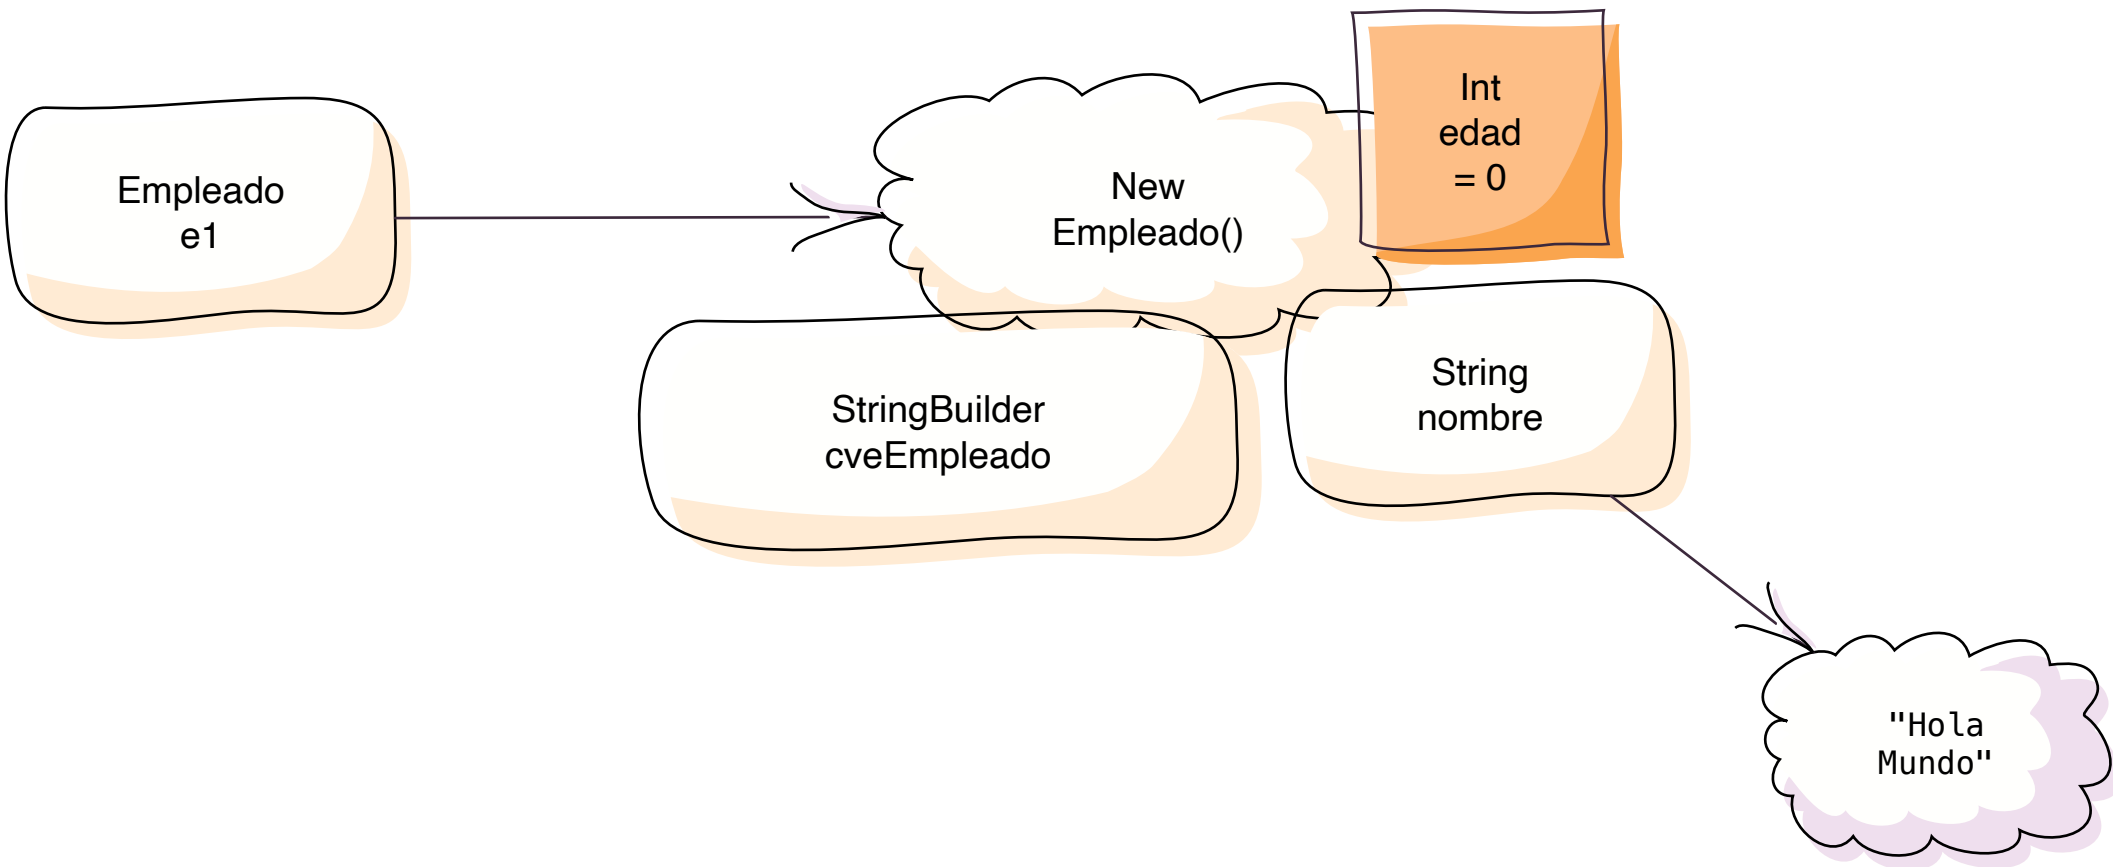 Empleado
e1
New
Empleado()
Int
edad
= 0
StringBuilder
cveEmpleado
String
nombre
"Hola
Mundo"